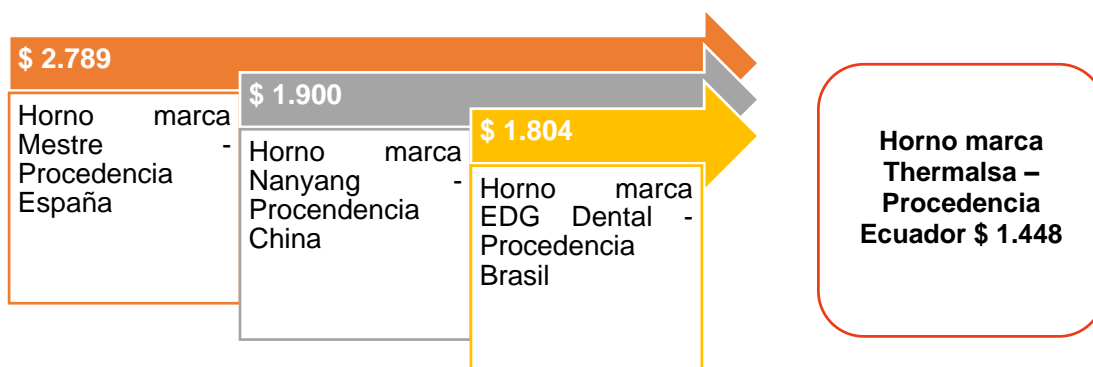 $ 2.789
Horno marca
Mestre -
Procedencia
España
$ 1.900
Horno marca
Nanyang -
Procendencia
China
$ 1.804
Horno marca
EDG Dental -
Procedencia
Brasil
Horno marca
Thermalsa –
Procedencia
Ecuador $ 1.448